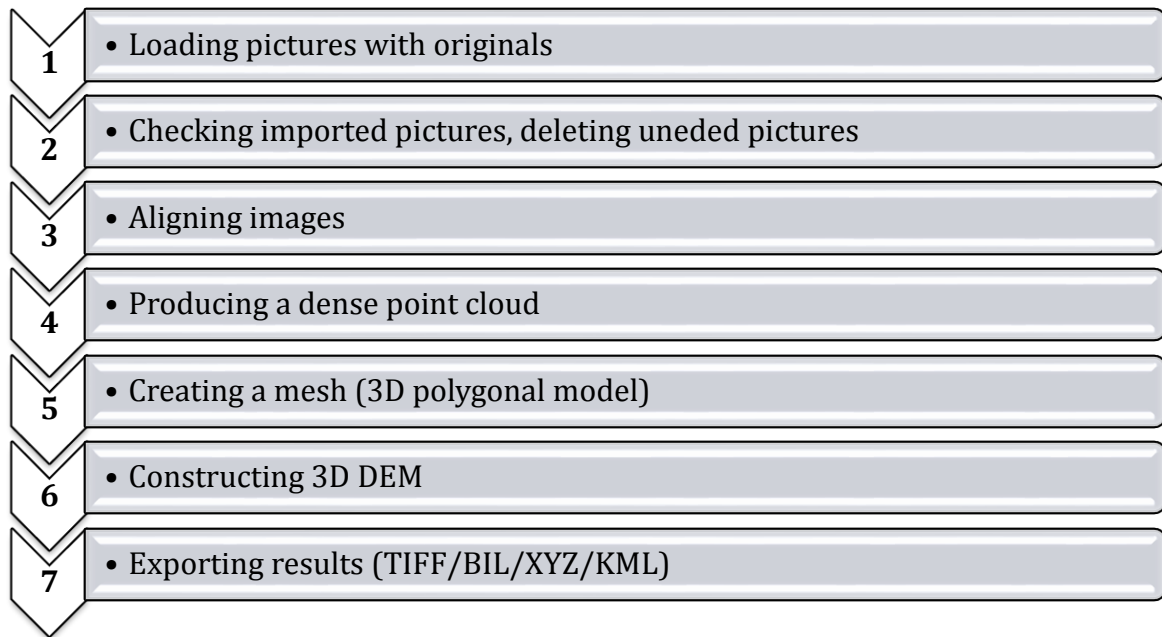 1 • Loading pictures with originals
2 • Checking imported pictures, deleting uneded pictures
3 • Aligning images
4 • Producing a dense point cloud
5 • Creating a mesh (3D polygonal model)
6 • Constructing 3D DEM
7 • Exporting results (TIFF/BIL/XYZ/KML)